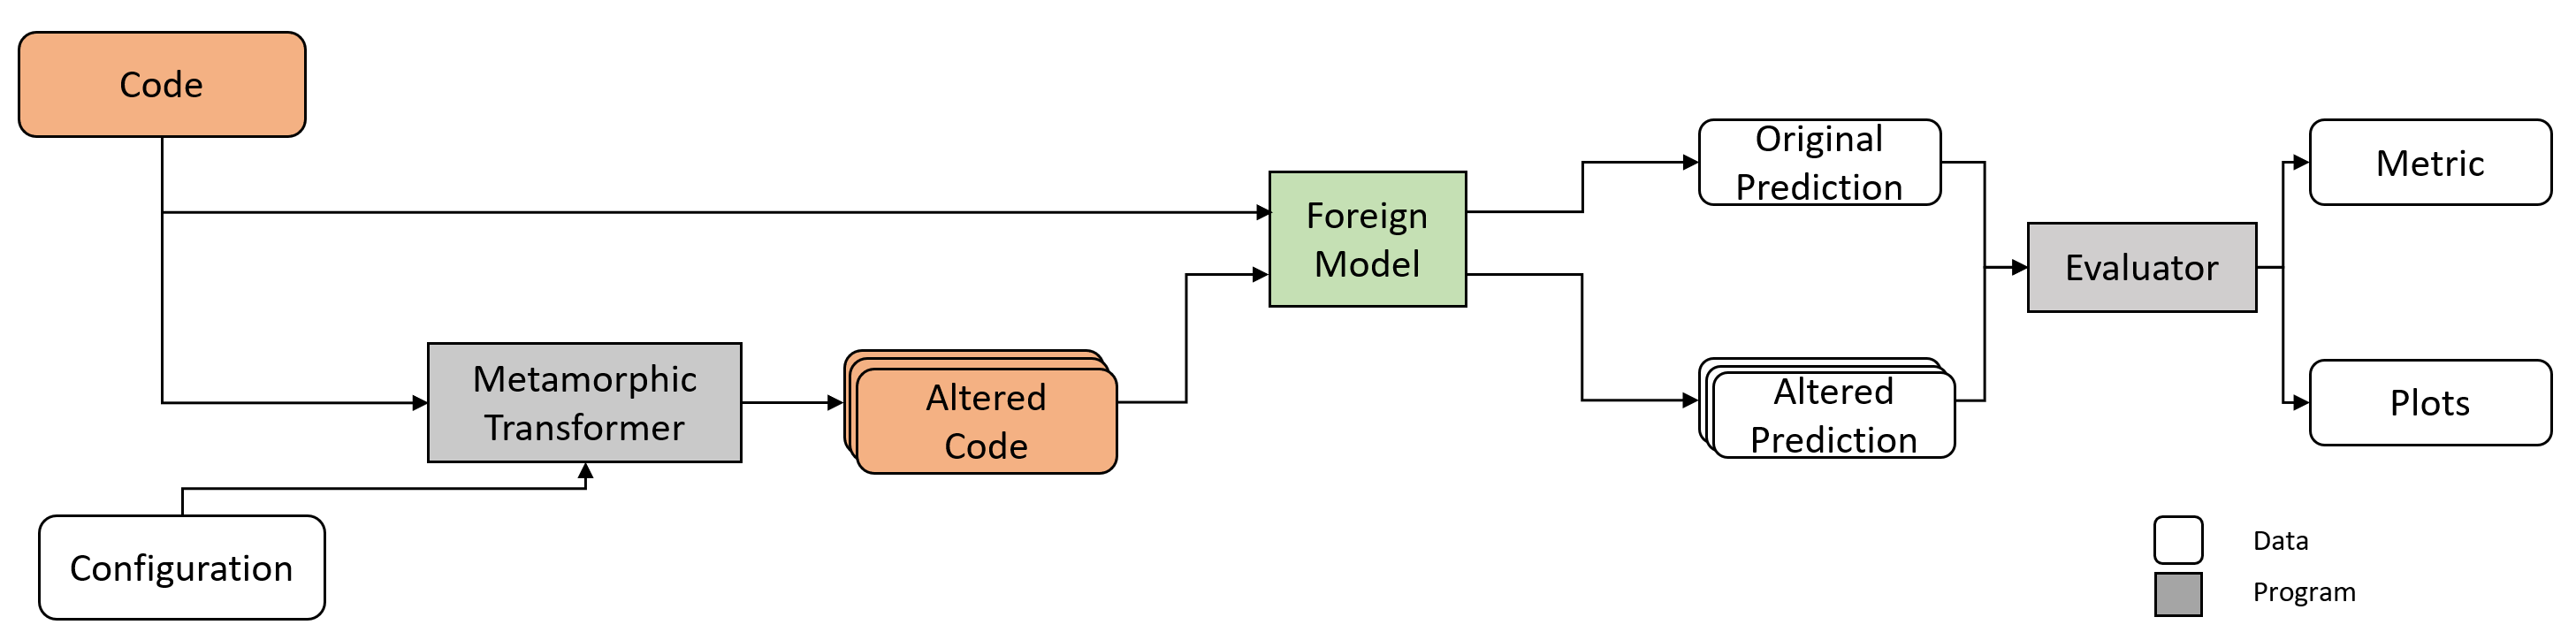 Code
Original
Prediction
Metric
Foreign
Model
Evaluator
Metamorphic
Transformer
Altered
Code
Altered
Prediction
Plots
Configuration
Data
Program